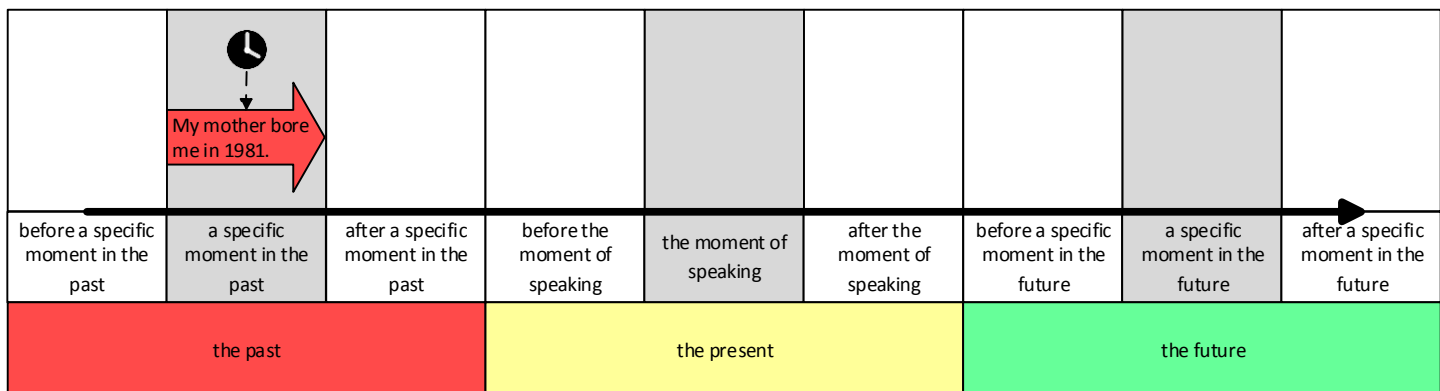 My mother bore
me in 1981.
before a specific
moment in the
past
a specific
moment in the
past
after a specific
moment in the
past
before the
moment of
speaking
the moment of
speaking
after the
moment of
speaking
before a specific
moment in the
future
a specific
moment in the
future
after a specific
moment in the
future
the past
the present
the future